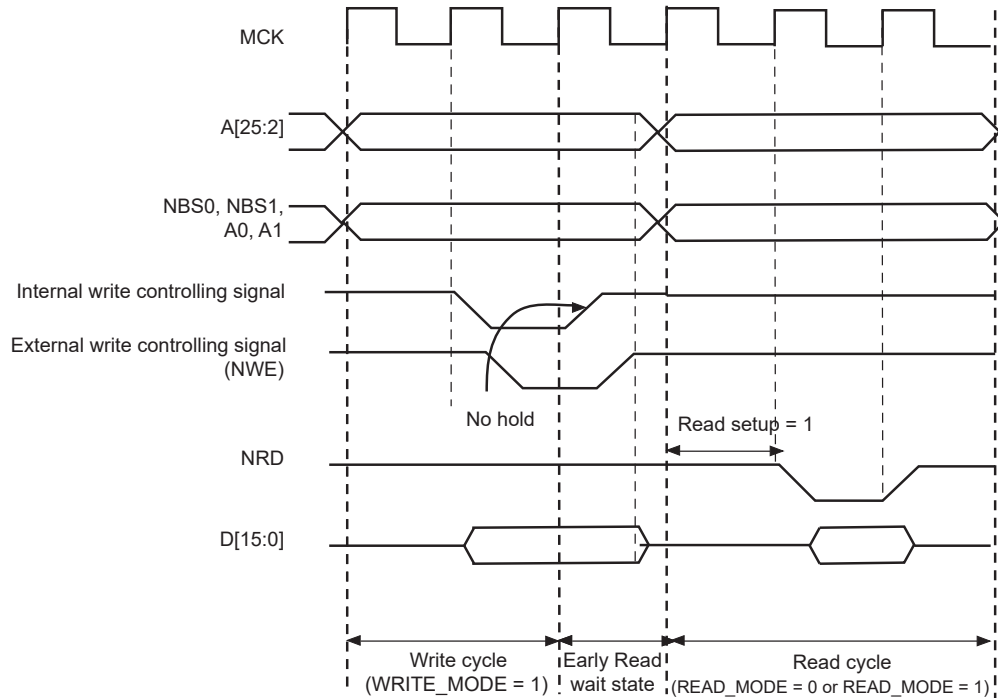 MCK
A[25:2]
NBS0, NBS1,
A0, A1
Internal write controlling signal
External write controlling signal
(NWE)
No hold
Read setup = 1
NRD
D[15:0]
Write cycle
(WRITE_MODE = 1)
Early Read
wait state
Read cycle
(READ_MODE = 0 or READ_MODE = 1)